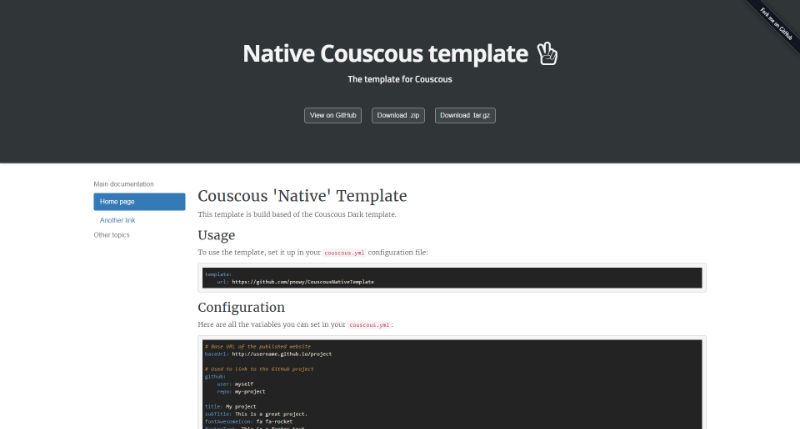 Fork me on GitHub
Native Couscous template
The template for Couscous
View on GitHub
Download .zip
Download .tar.gz
Main documentation
Home page
Another link
Other topics
Couscous 'Native' Template
This template is build based of the Couscous Dark template.
Usage
To use the template, set it up in your couscous.yml configuration file:
template:
url: https://github.com/pnowy/CouscousNativeTemplate
Configuration
Here are all the variables you can set in your couscous.yml:
# Base URL of the published website
baseUrl: http://username.github.io/project
# Used to link to the GitHub project
github:
user: myself
repo: my-project
title: My project
subTitle: This is a great project.
fontAwesomeIcon: fa fa-rocket